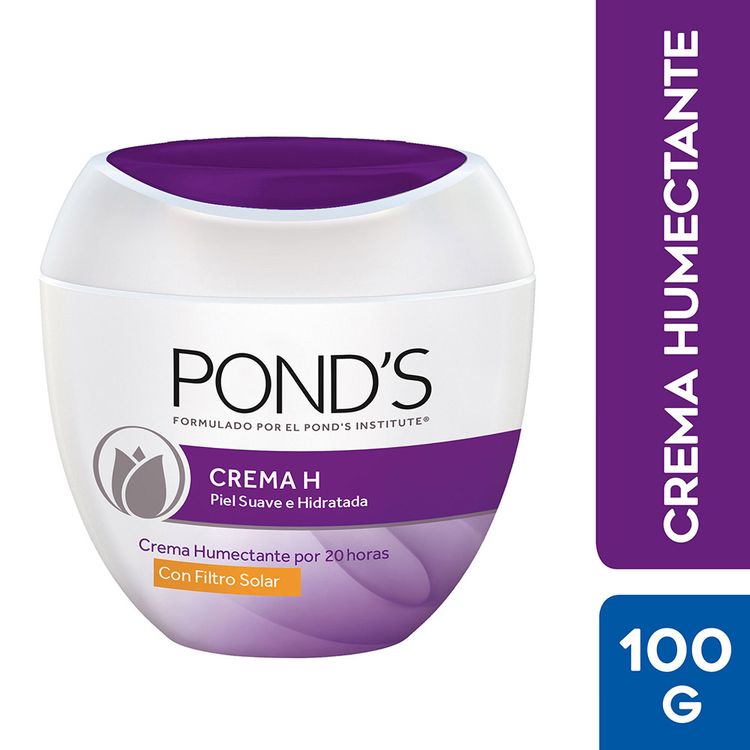 POND'S
FORMULADO POR EL POND'S INSTITUTE®
CREMA H
Piel Suave e Hidratada
Crema Humectante por 20 horas
Con Filtro Solar
CREMA HUMECTANTE
100
G